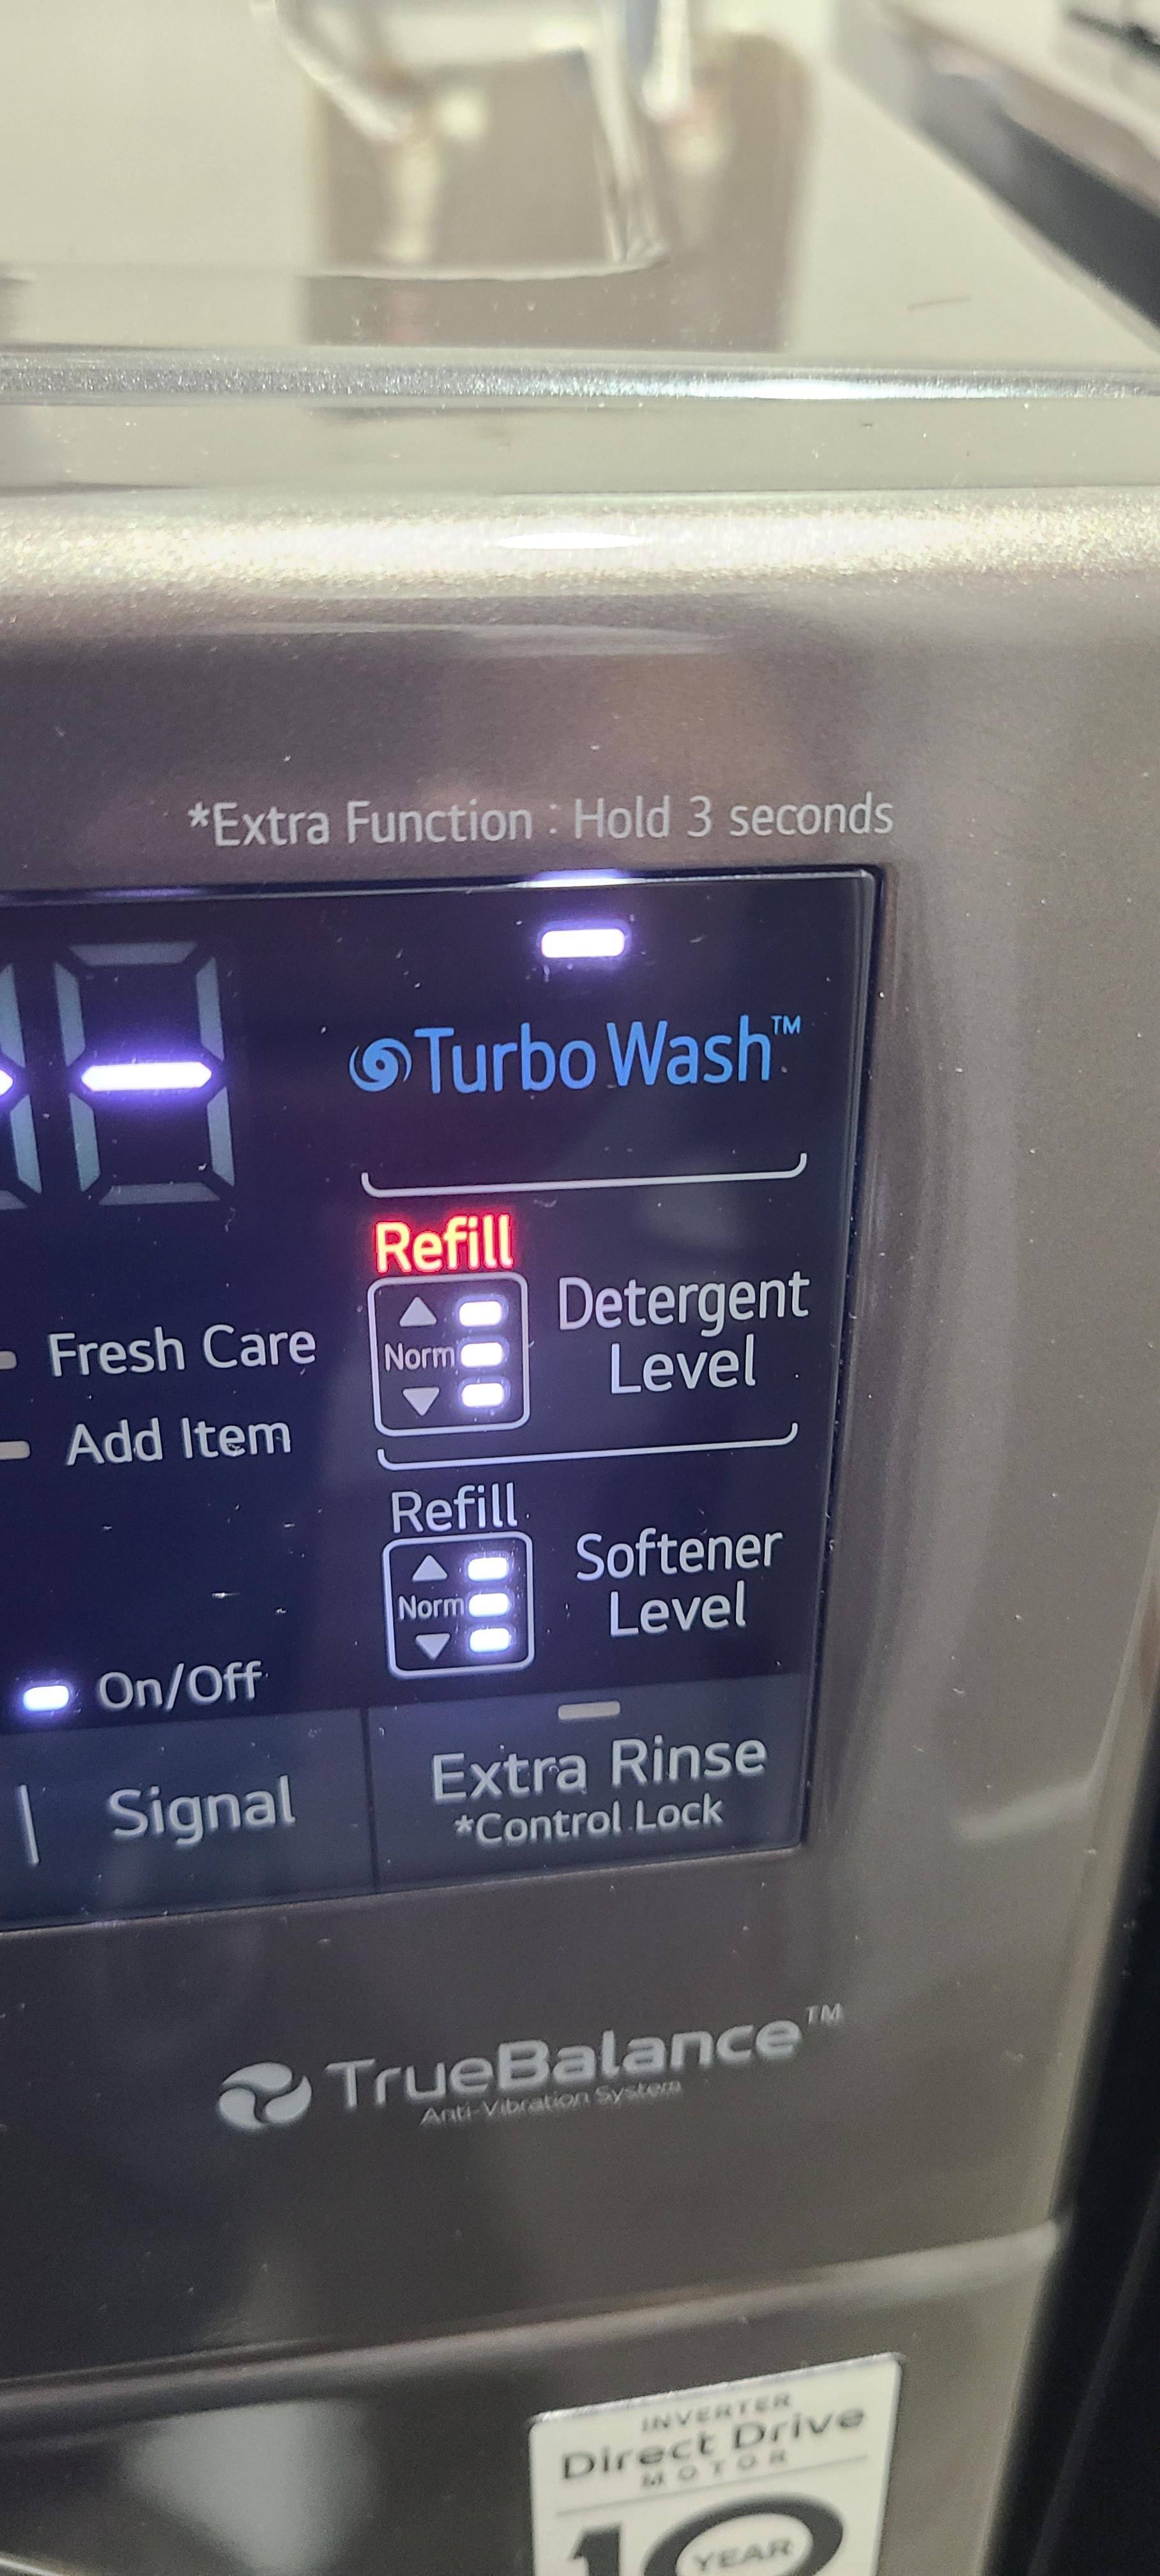 *Extra Function : Hold 3 seconds
TurboWash™
Refill
Detergent
Level
Norm
Fresh Care
Add Item
Refill
Softener
Level
Norm
On/Off
Signal
Extra Rinse
*Control Lock
TrueBalance™
Anti-Vibration System
INVERTER
Direct Drive
MOTOR
10
YEAR